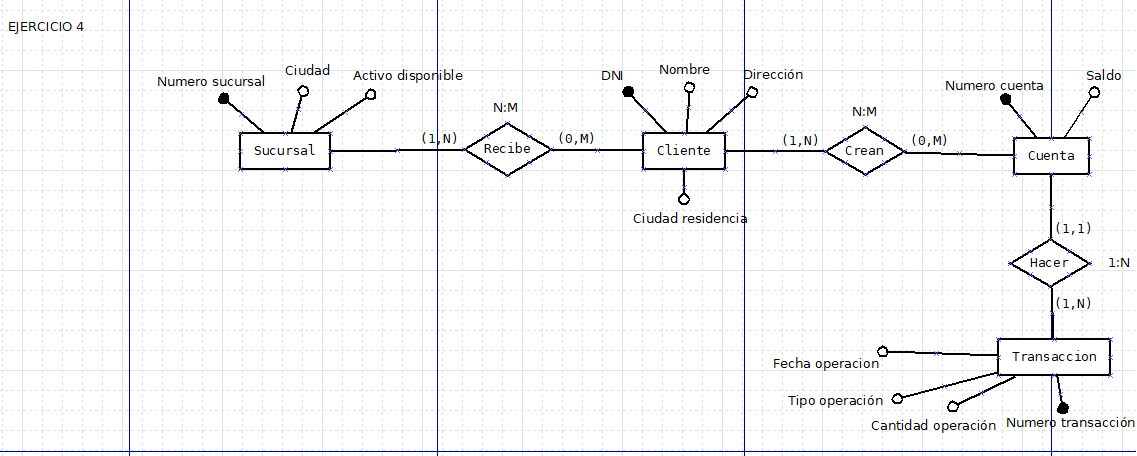 EJERCICIO 4
Numero sucursal
Ciudad
Activo disponible
DNI
Nombre
Dirección
Numero cuenta
Saldo
N:M
N:M
Sucursal
(1,N)
Recibe
(0,M)
Cliente
(1,N)
Crean
(0,M)
Cuenta
Ciudad residencia
(1,1)
Hacer
1:N
(1,N)
Transaccion
Fecha operacion
Tipo operación
Cantidad operación
Numero transacción